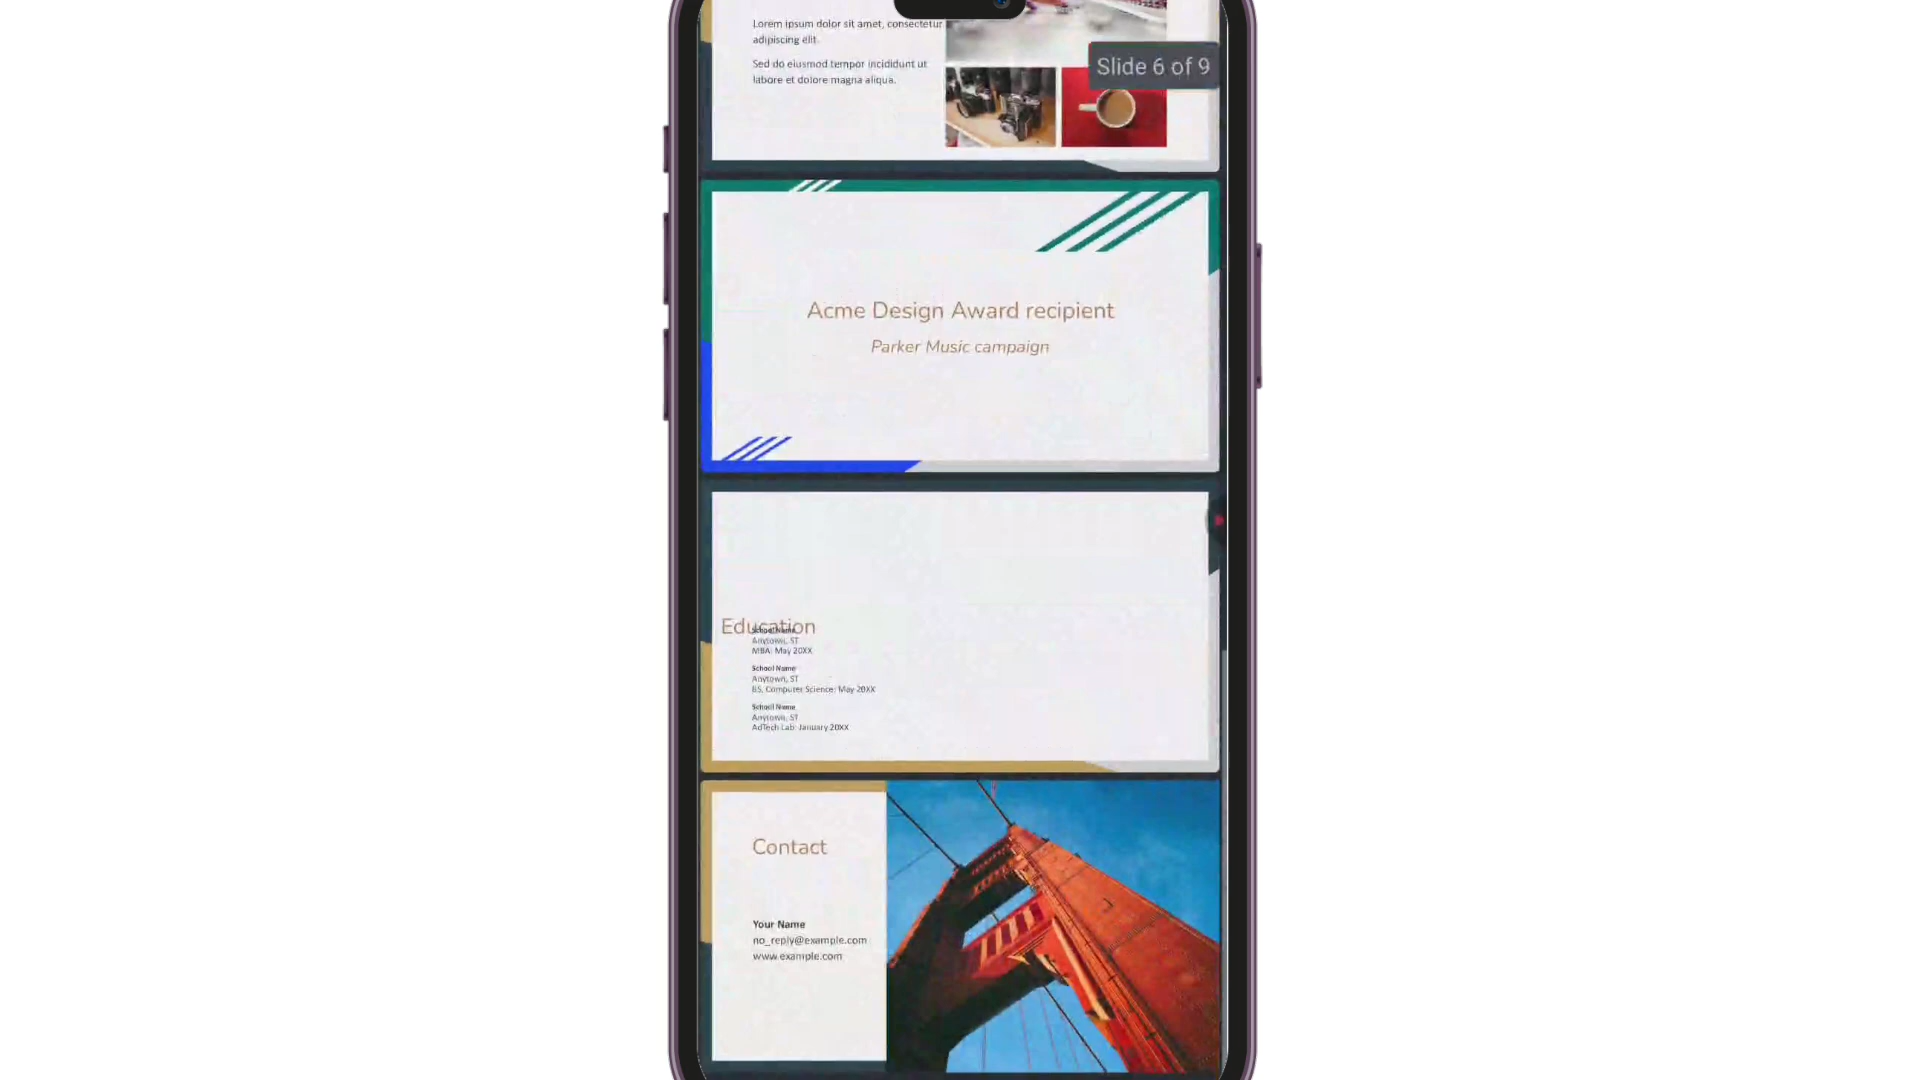 Lorem ipsum dolor sit amet, consectetur
adipiscing elit.
Sed do eiusmod tempor incididunt ut
labore et dolore magna aliqua.
Slide 6 of 9
Acme Design Award recipient
Parker Music campaign
Education
School Name
Anytown, ST
MBA: May 20XX
School Name
Anytown, ST
BS, Computer Science: May 20XX
School Name
Anytown, ST
AdTech Lab: January 20XX
Contact
Your Name
no_reply@example.com
www.example.com